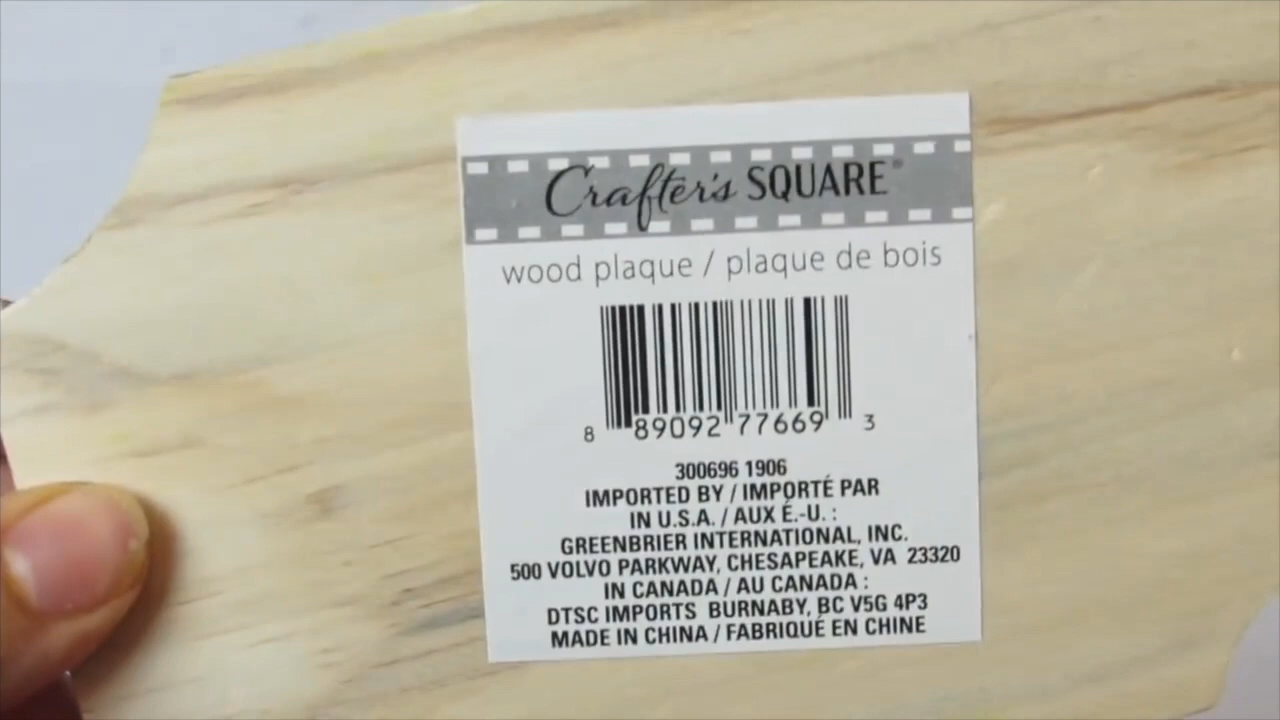 Crafter's SQUARE®
wood plaque / plaque de bois
8 89092 77669 3
300696 1906
IMPORTED BY / IMPORTÉ PAR
IN U.S.A. / AUX É.-U. :
GREENBRIER INTERNATIONAL, INC.
500 VOLVO PARKWAY, CHESAPEAKE, VA 23320
IN CANADA / AU CANADA :
DTSC IMPORTS BURNABY, BC V5G 4P3
MADE IN CHINA / FABRIQUÉ EN CHINE